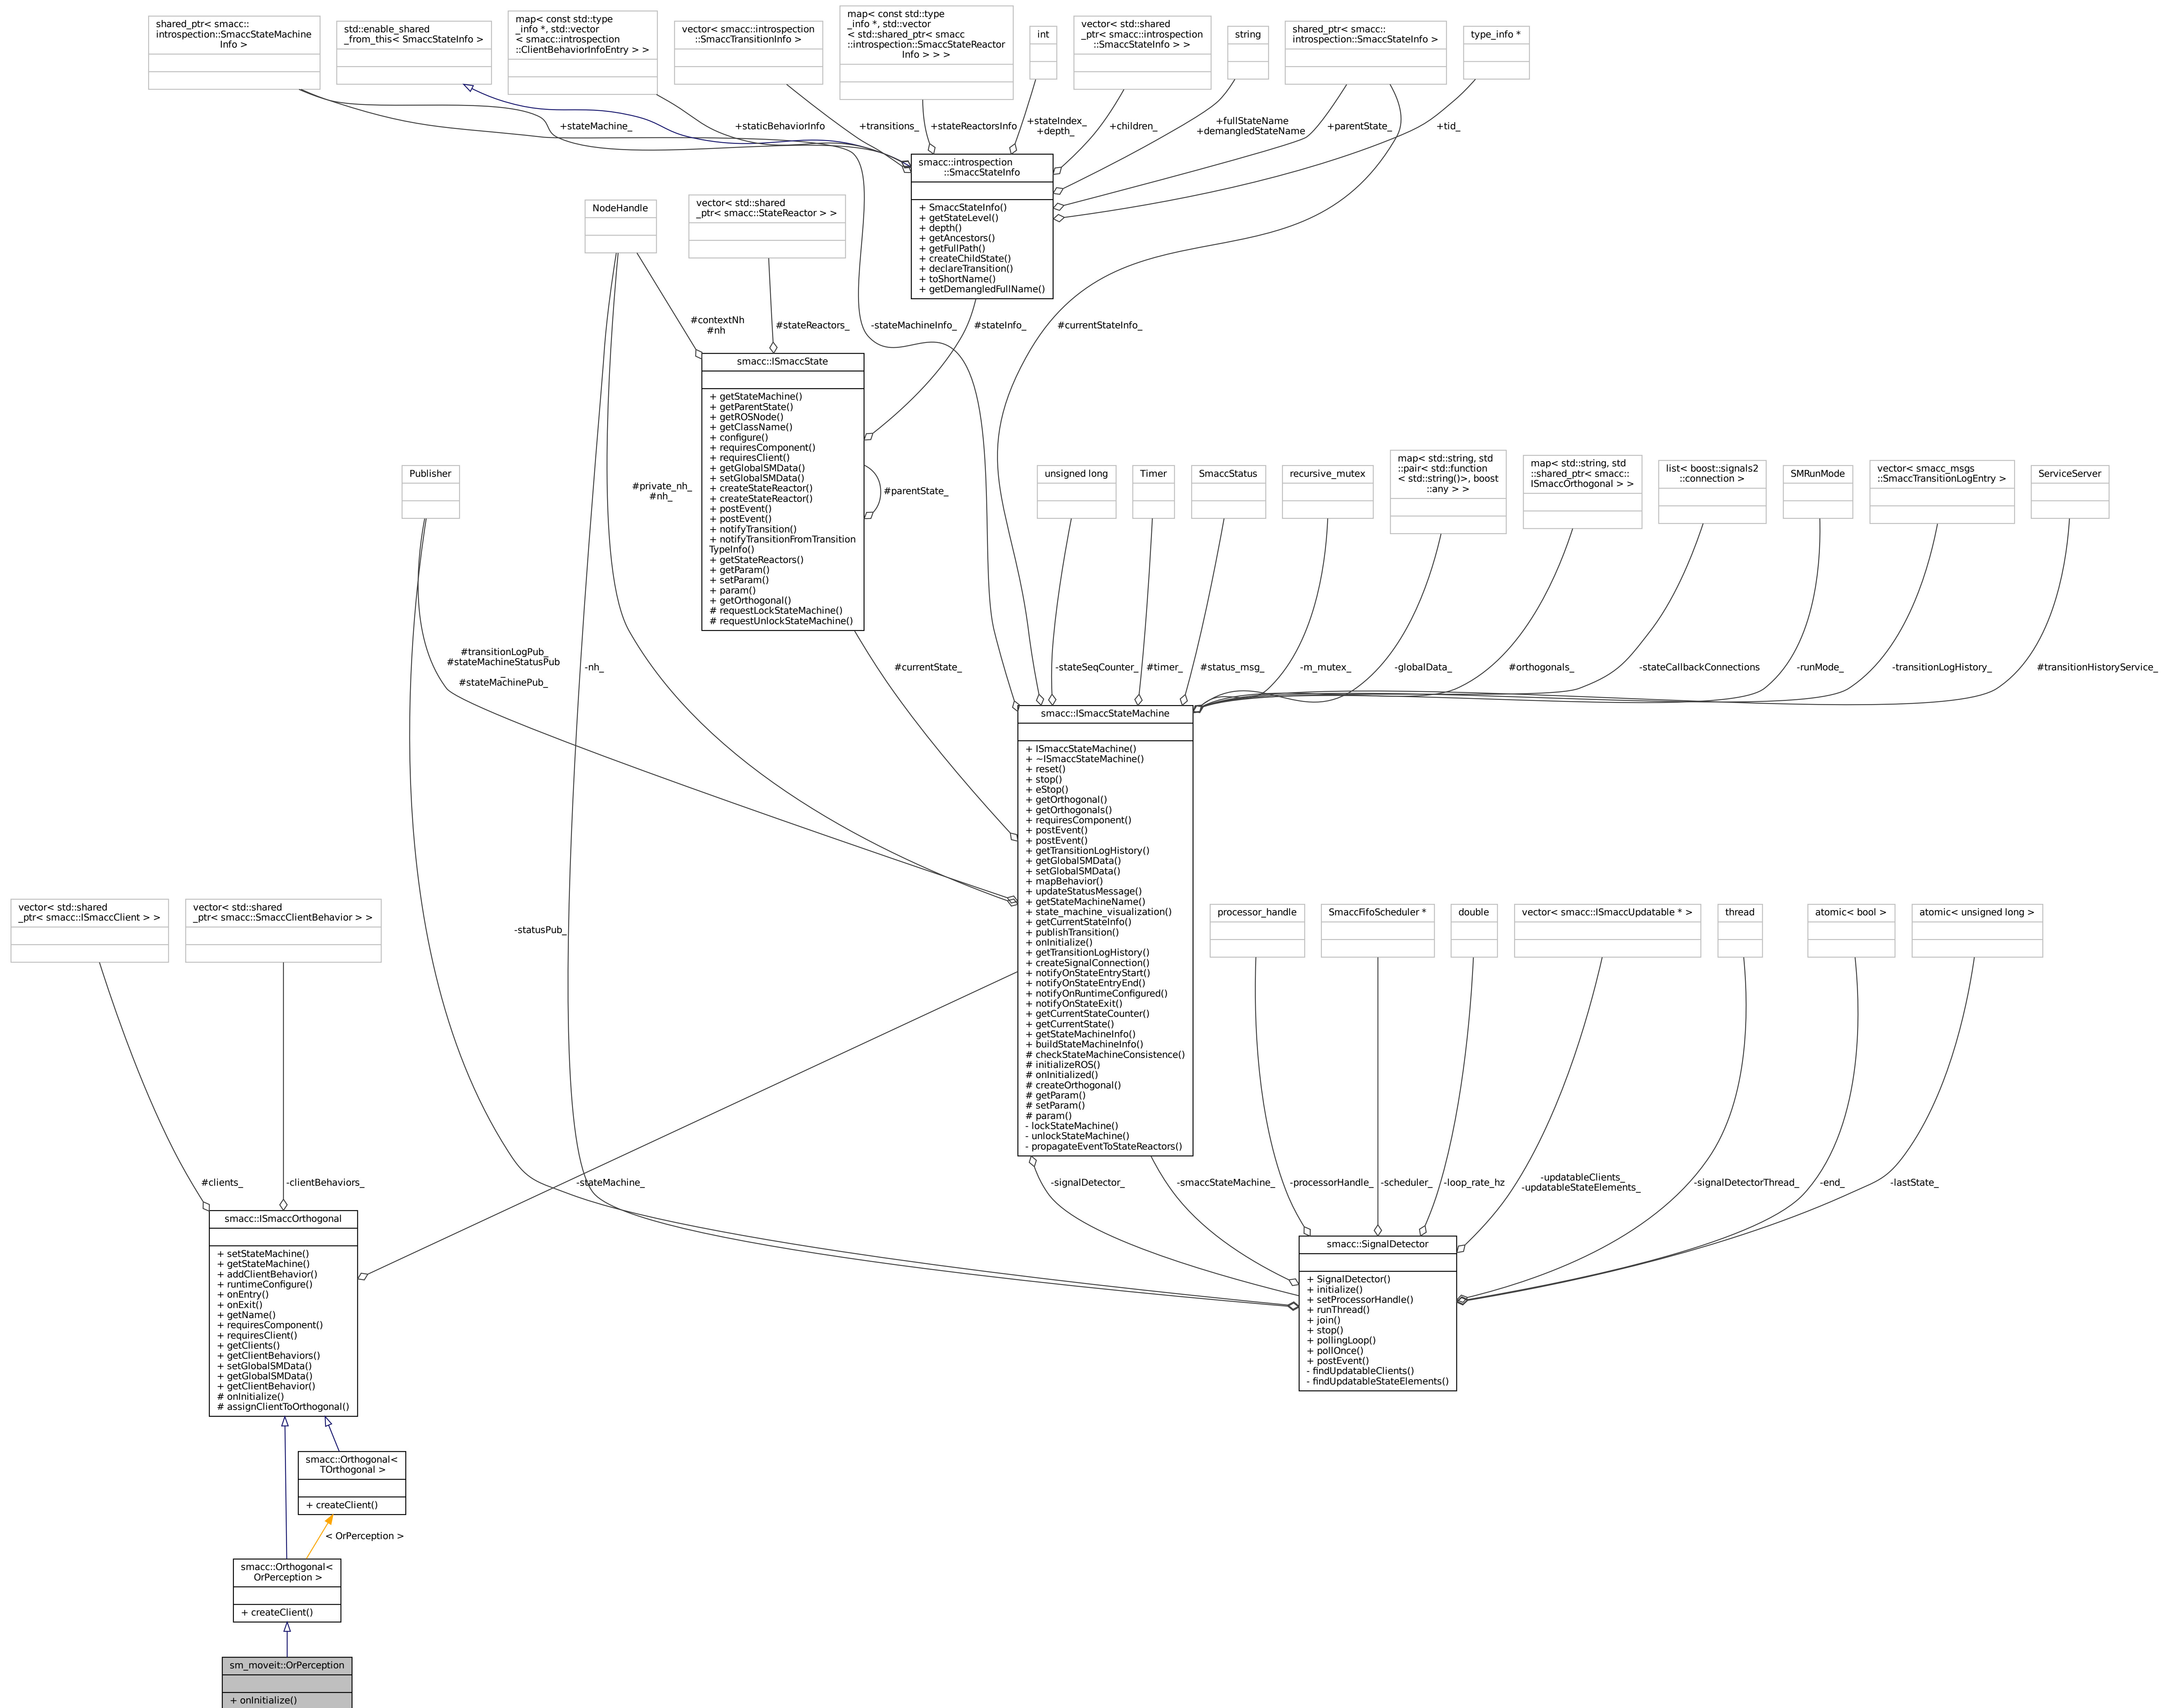 shared_ptr< smacc::
introspection::SmaccStateMachine
Info >
std::enable_shared
_from_this< SmaccStateInfo >
map< const std::type
_info *, std::vector
< smacc::introspection
::ClientBehaviorInfoEntry > >
vector< smacc::introspection
::SmaccTransitionInfo >
map< const std::type
_info *, std::vector
< std::shared_ptr< smacc
::introspection::SmaccStateReactor
Info > > >
int
vector< std::shared
_ptr< smacc::introspection
::SmaccStateInfo > >
string
shared_ptr< smacc::
introspection::SmaccStateInfo >
type_info *
+stateMachine_
+staticBehaviorInfo
+transitions_
+stateReactorsInfo
+stateIndex_
+depth_
+children_
+fullStateName
+demangledStateName
+parentState_
+tid_
smacc::introspection
::SmaccStateInfo
+ SmaccStateInfo()
+ getStateLevel()
+ depth()
+ getAncestors()
+ getFullPath()
+ createChildState()
+ declareTransition()
+ toShortName()
+ getDemangledFullName()
NodeHandle
vector< std::shared
_ptr< smacc::StateReactor > >
#contextNh
#nh
#stateReactors_
-stateMachineInfo_
#stateInfo_
#currentStateInfo_
smacc::ISmaccState
+ getStateMachine()
+ getParentState()
+ getROSNode()
+ getClassName()
+ configure()
+ requiresComponent()
+ requiresClient()
+ getGlobalSMData()
+ setGlobalSMData()
+ createStateReactor()
+ createStateReactor()
+ postEvent()
+ postEvent()
+ notifyTransition()
+ notifyTransitionFromTransition
TypeInfo()
+ getStateReactors()
+ getParam()
+ setParam()
+ param()
+ getOrthogonal()
# requestLockStateMachine()
# requestUnlockStateMachine()
#parentState_
Publisher
#private_nh_
#nh_
unsigned long
Timer
SmaccStatus
recursive_mutex
map< std::string, std
::pair< std::function
< std::string()>, boost
::any > >
map< std::string, std
::shared_ptr< smacc::
ISmaccOrthogonal > >
list< boost::signals2
::connection >
SMRunMode
vector< smacc_msgs
::SmaccTransitionLogEntry >
ServiceServer
#transitionLogPub_
#stateMachineStatusPub
_
#stateMachinePub_
-nh_
#currentState_
-stateSeqCounter_
#timer_
#status_msg_
-m_mutex_
-globalData_
#orthogonals_
-stateCallbackConnections
-runMode_
-transitionLogHistory_
#transitionHistoryService_
smacc::ISmaccStateMachine
+ ISmaccStateMachine()
+ ~ISmaccStateMachine()
+ reset()
+ stop()
+ eStop()
+ getOrthogonal()
+ getOrthogonals()
+ requiresComponent()
+ postEvent()
+ postEvent()
+ getTransitionLogHistory()
+ getGlobalSMData()
+ setGlobalSMData()
+ mapBehavior()
+ updateStatusMessage()
+ getStateMachineName()
+ state_machine_visualization()
+ getCurrentStateInfo()
+ publishTransition()
+ onInitialize()
+ getTransitionLogHistory()
+ createSignalConnection()
+ notifyOnStateEntryStart()
+ notifyOnStateEntryEnd()
+ notifyOnRuntimeConfigured()
+ notifyOnStateExit()
+ getCurrentStateCounter()
+ getCurrentState()
+ getStateMachineInfo()
+ buildStateMachineInfo()
# checkStateMachineConsistence()
# initializeROS()
# onInitialized()
# createOrthogonal()
# getParam()
# setParam()
# param()
- lockStateMachine()
- unlockStateMachine()
- propagateEventToStateReactors()
vector< std::shared
_ptr< smacc::ISmaccClient > >
vector< std::shared
_ptr< smacc::SmaccClientBehavior > >
-statusPub_
processor_handle
SmaccFifoScheduler *
double
vector< smacc::ISmaccUpdatable * >
thread
atomic< bool >
atomic< unsigned long >
#clients_
-clientBehaviors_
-stateMachine_
-signalDetector_
-smaccStateMachine_
-processorHandle_
-scheduler_
-loop_rate_hz
-updatableClients_
-updatableStateElements_
-signalDetectorThread_
-end_
-lastState_
smacc::ISmaccOrthogonal
+ setStateMachine()
+ getStateMachine()
+ addClientBehavior()
+ runtimeConfigure()
+ onEntry()
+ onExit()
+ getName()
+ requiresComponent()
+ requiresClient()
+ getClients()
+ getClientBehaviors()
+ setGlobalSMData()
+ getGlobalSMData()
+ getClientBehavior()
# onInitialize()
# assignClientToOrthogonal()
smacc::SignalDetector
+ SignalDetector()
+ initialize()
+ setProcessorHandle()
+ runThread()
+ join()
+ stop()
+ pollingLoop()
+ pollOnce()
+ postEvent()
- findUpdatableClients()
- findUpdatableStateElements()
smacc::Orthogonal<
TOrthogonal >
+ createClient()
< OrPerception >
smacc::Orthogonal<
OrPerception >
+ createClient()
sm_moveit::OrPerception
+ onInitialize()